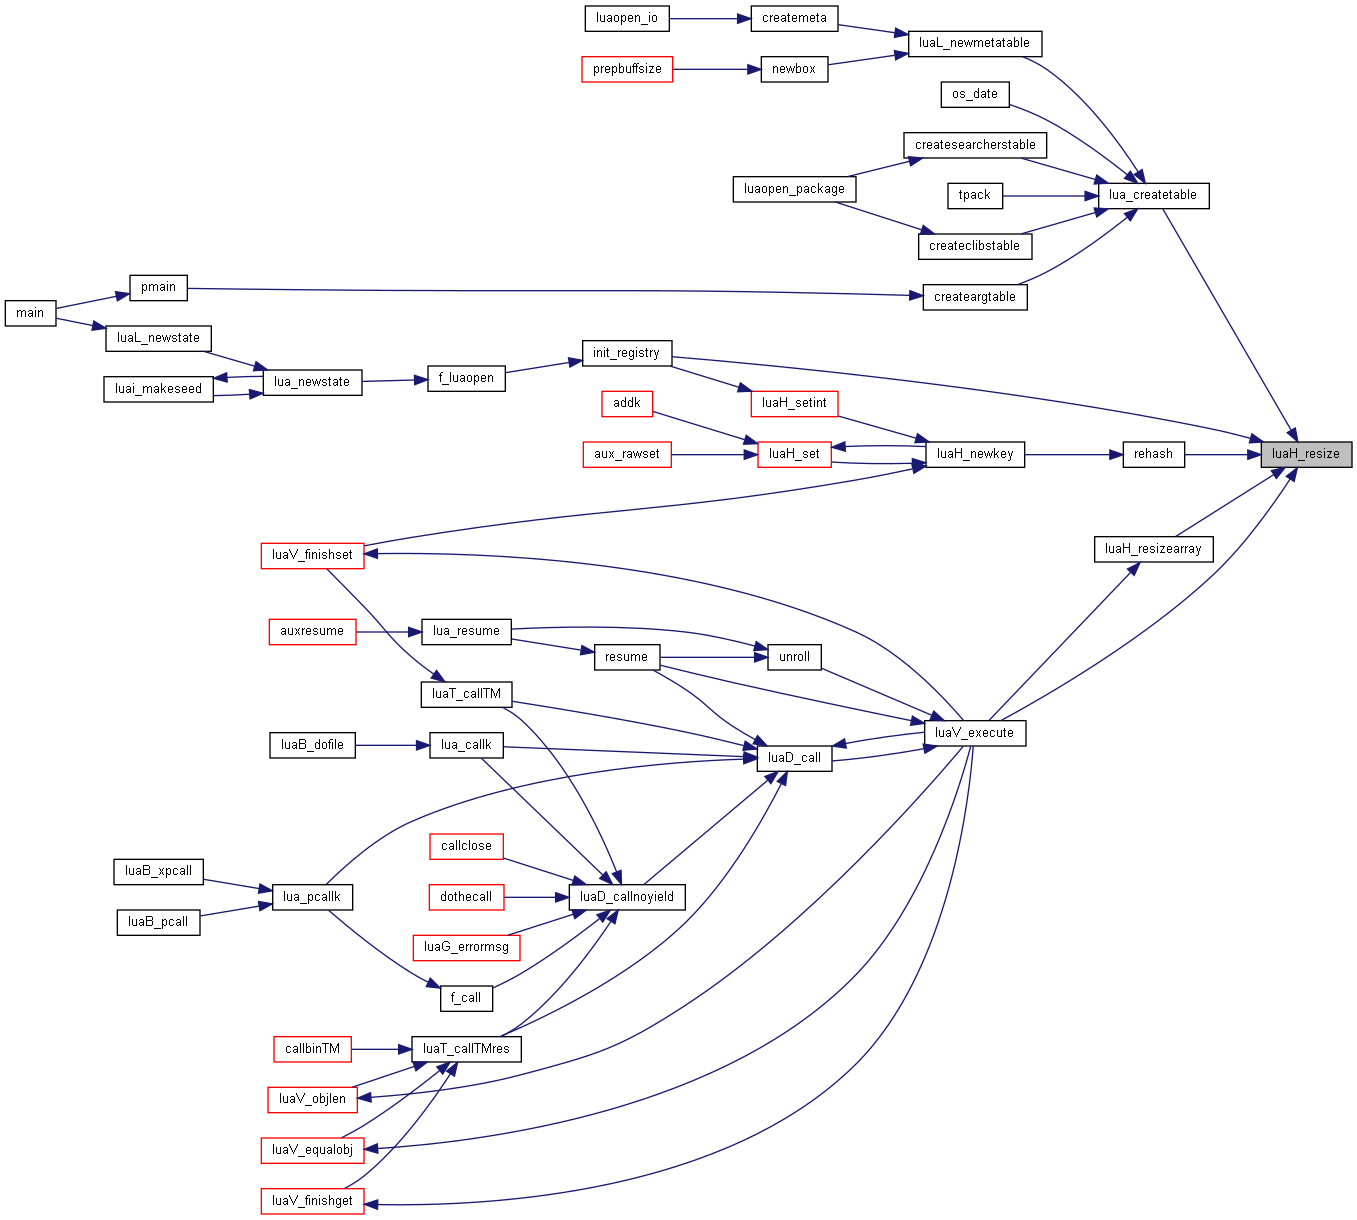 luaopen_io
createmeta
luaL_newmetatable
prepbuffsize
newbox
os_date
createsearcherstable
luaopen_package
tpack
lua_createtable
createclibstable
pmain
createargtable
main
luaL_newstate
init_registry
luai_makeseed
lua_newstate
f_luaopen
addk
luaH_setint
aux_rawset
luaH_set
luaH_newkey
rehash
luaH_resize
luaV_finishset
luaH_resizearray
auxresume
lua_resume
resume
unroll
luaT_callTM
luaB_dofile
lua_callk
luaD_call
luaV_execute
callclose
luaB_xpcall
lua_pcallk
dothecall
luaD_callnoyield
luaB_pcall
luaG_errormsg
f_call
callbinTM
luaT_callTMres
luaV_objlen
luaV_equalobj
luaV_finishget